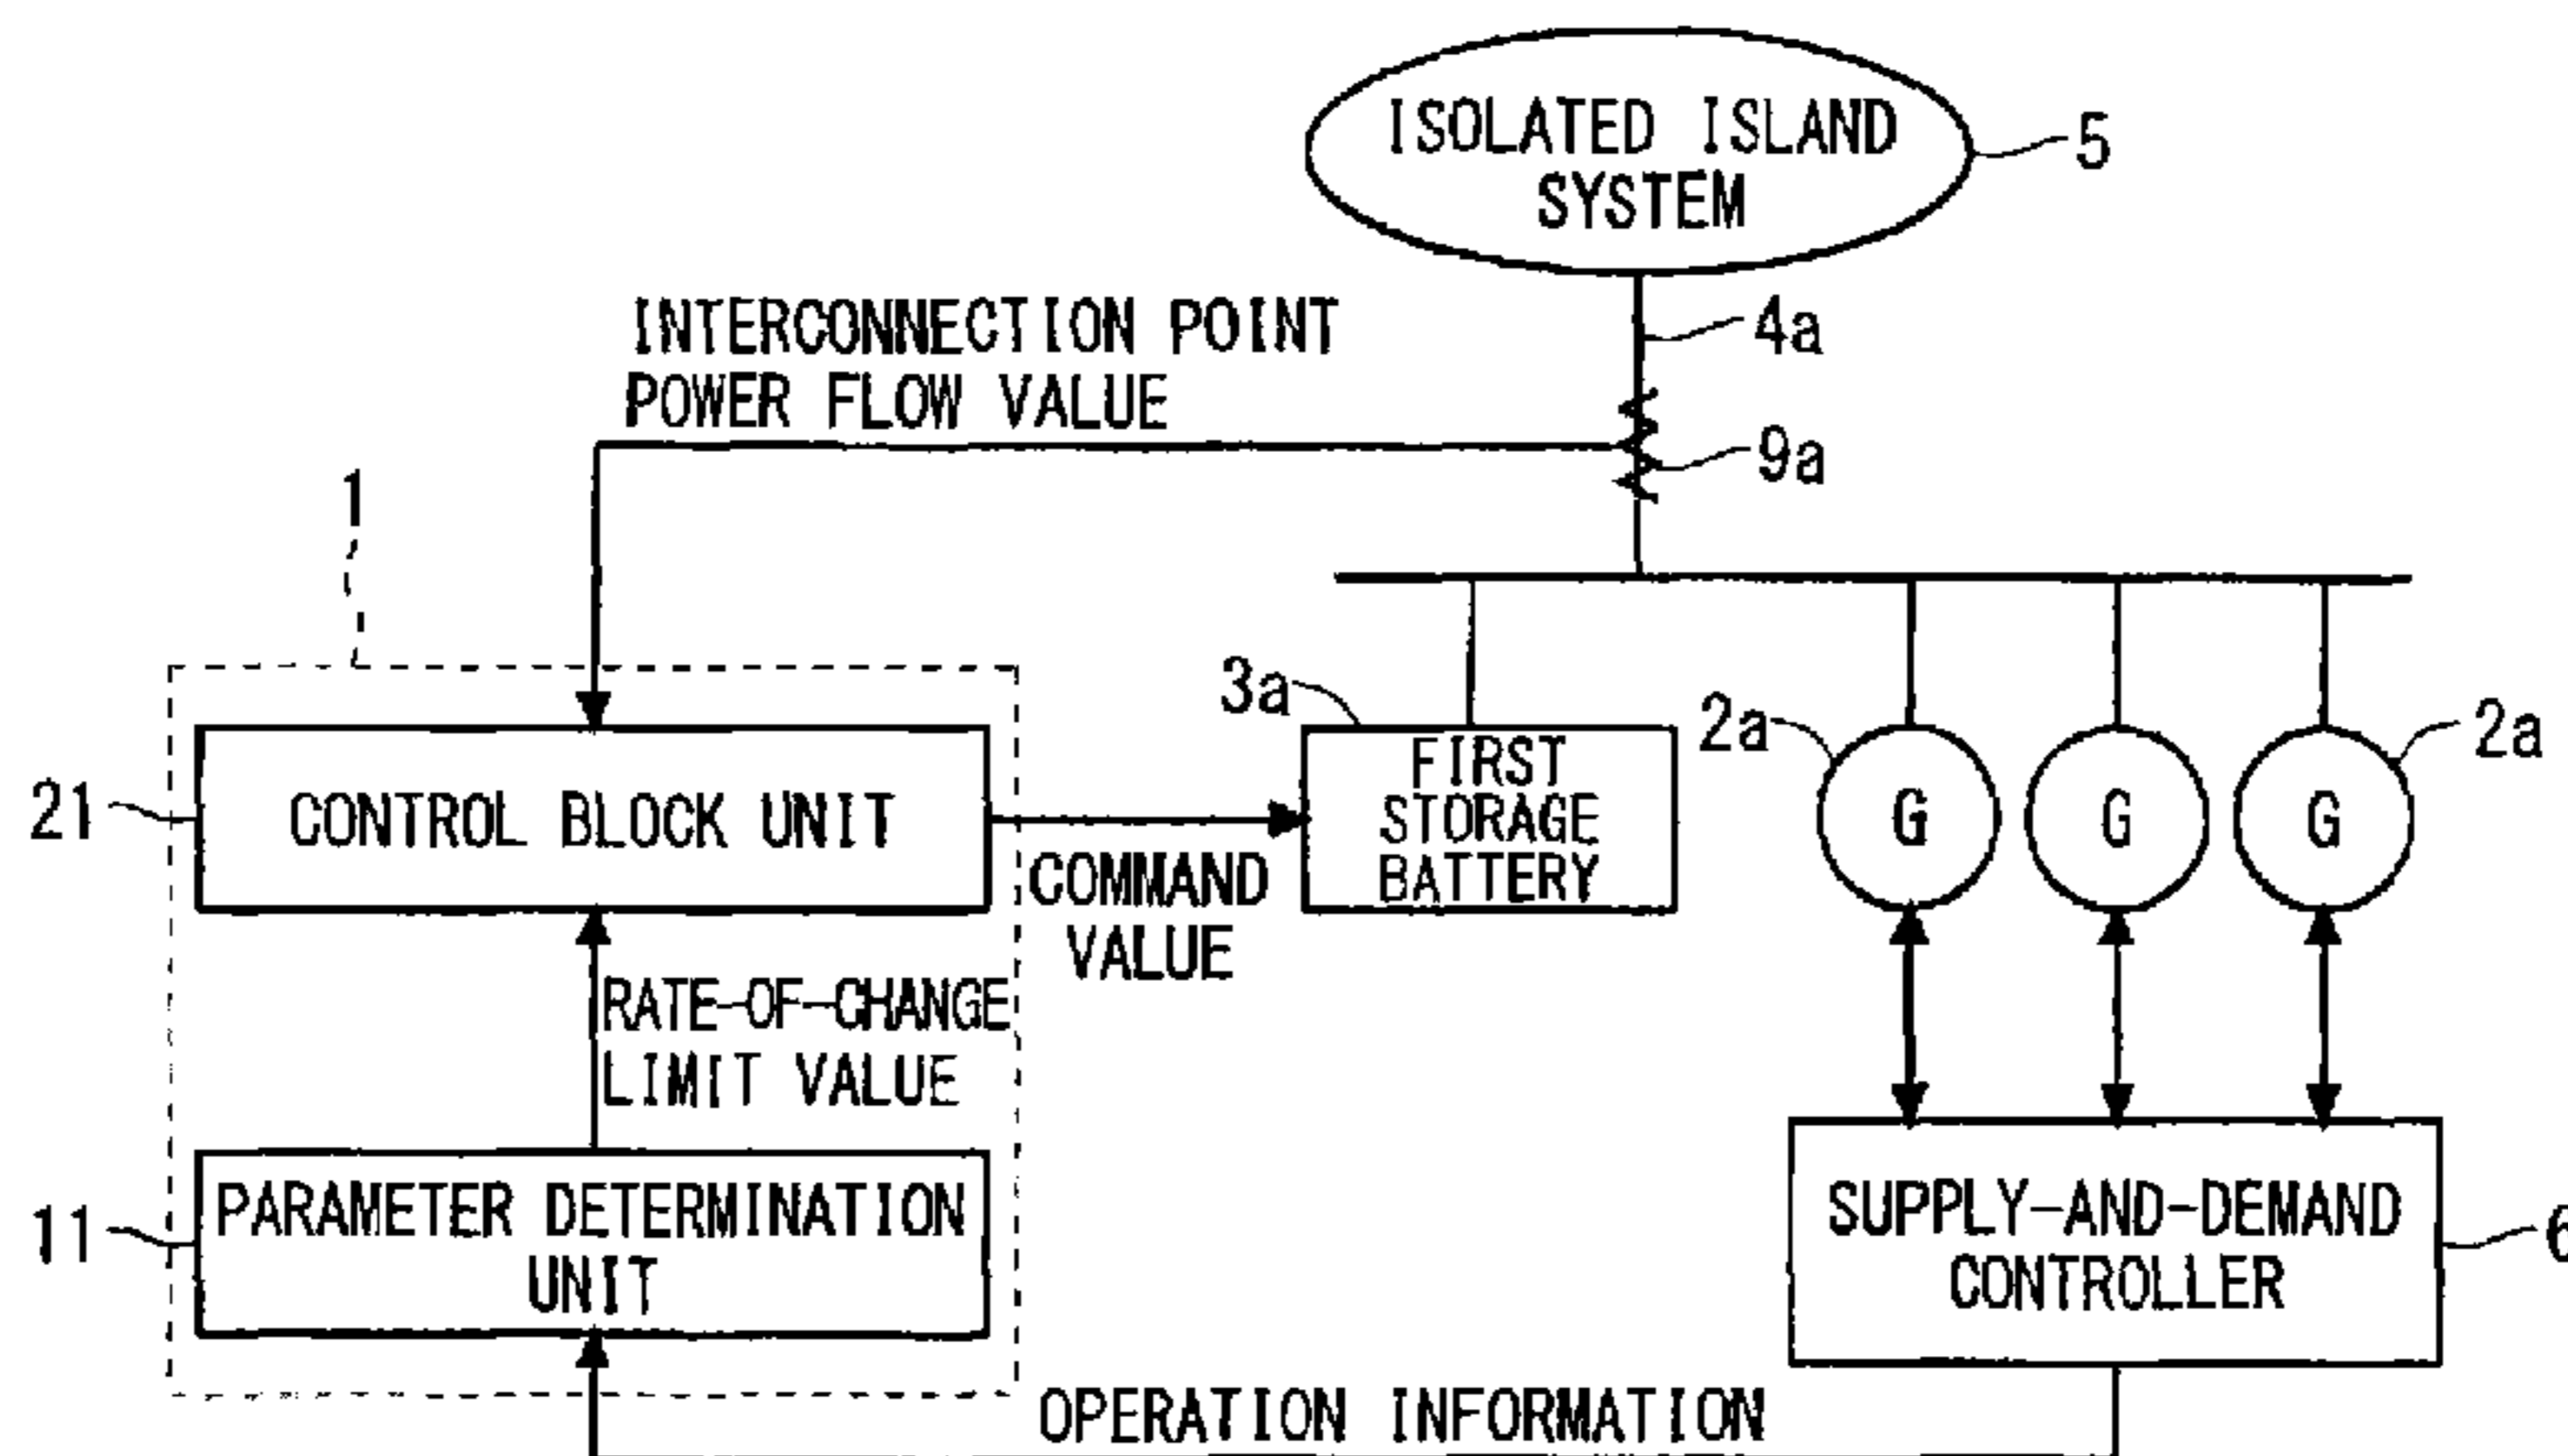 ISOLATED ISLAND
SYSTEM
5
INTERCONNECTION POINT
POWER FLOW VALUE
4a
9a
1
3a
2a
2a
21
CONTROL BLOCK UNIT
FIRST
STORAGE
BATTERY
G
G
G
COMMAND
VALUE
RATE-OF-CHANGE
LIMIT VALUE
11
PARAMETER DETERMINATION
UNIT
SUPPLY-AND-DEMAND
CONTROLLER
6
OPERATION INFORMATION